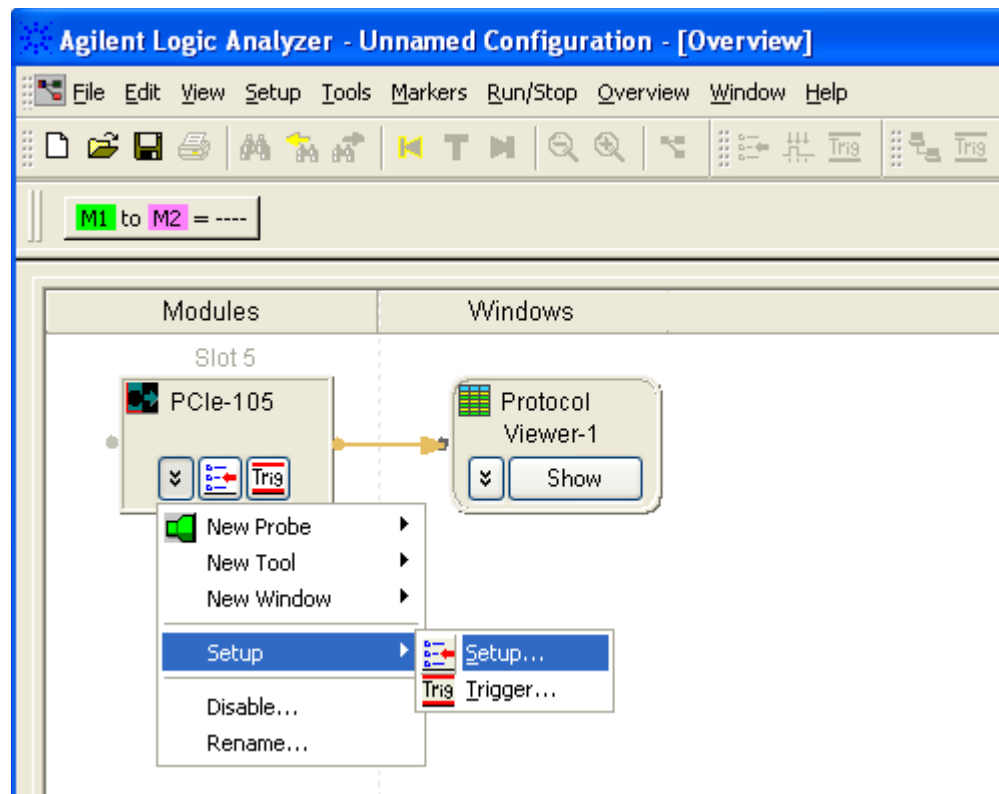 Agilent Logic Analyzer - Unnamed Configuration - [Overview]
File Edit View Setup Tools Markers Run/Stop Overview Window Help
T Trig Trig
M1 to M2 = ----
Modules Windows
Slot 5
PCIe-105
Protocol
Viewer-1
Trig
Show
New Probe
New Tool
New Window
Setup
Setup...
Trig Trigger...
Disable...
Rename...